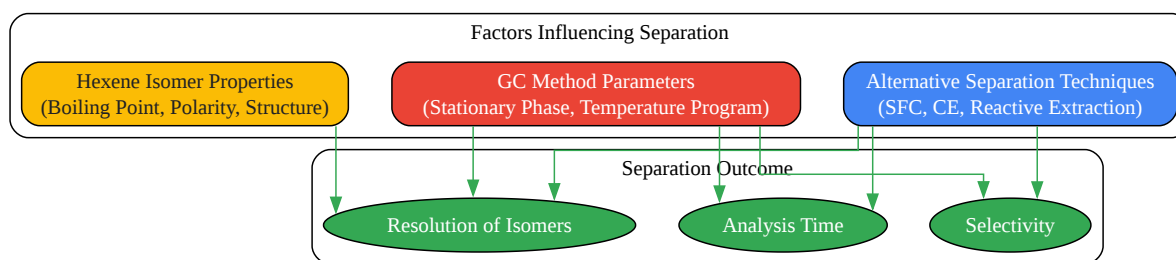 Factors Influencing Separation
Hexene Isomer Properties
(Boiling Point, Polarity, Structure)
GC Method Parameters
(Stationary Phase, Temperature Program)
Alternative Separation Techniques
(SFC, CE, Reactive Extraction)
Separation Outcome
Resolution of Isomers
Analysis Time
Selectivity